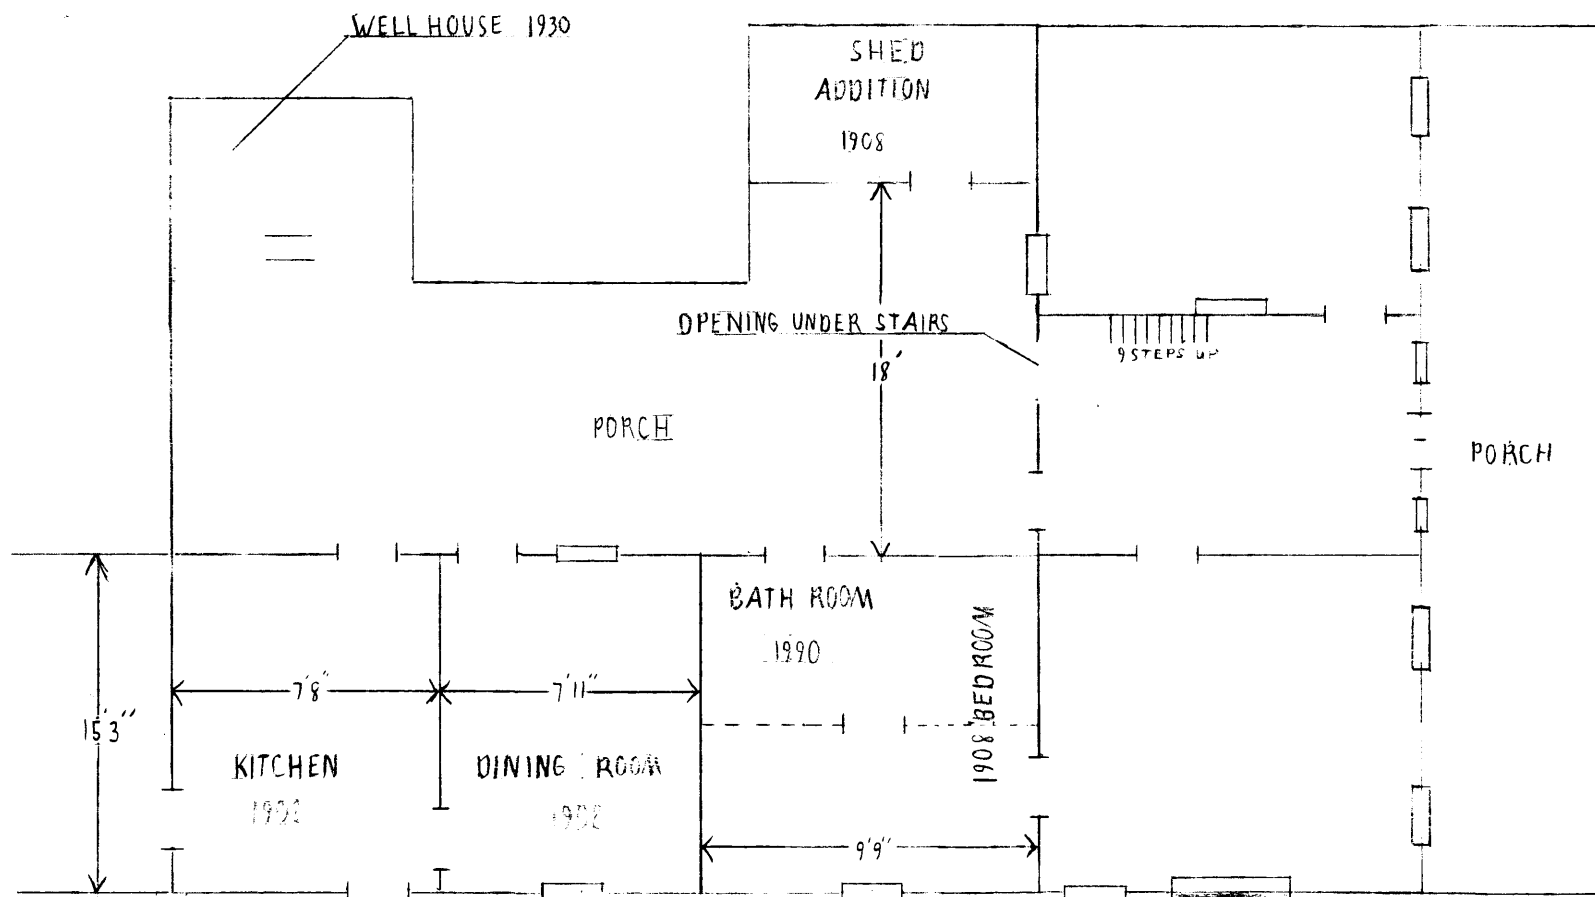 WELL HOUSE 1930
SHED
ADDITION
1908
OPENING UNDER STAIRS
9 STEPS UP
18'
PORCH
PORCH
BATH ROOM
1990
1908 BEDROOM
7'8"
7'11"
15'3"
KITCHEN
DINING ROOM
9'9"